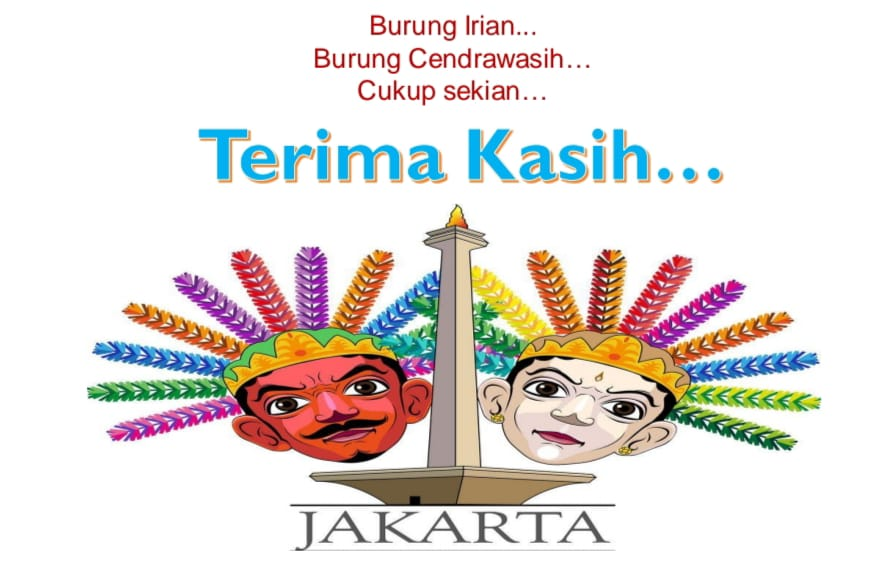 Burung Irian...
Burung Cendrawasih…
Cukup sekian…
Terima Kasih…
JAKARTA